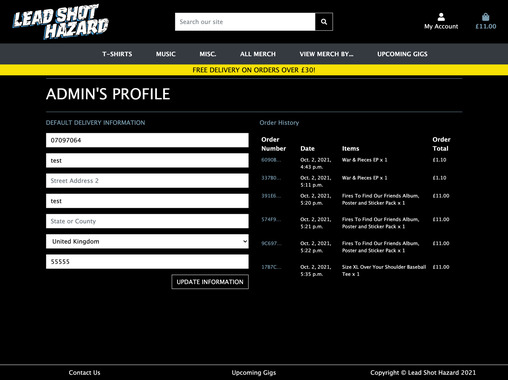 LEAD SHOT
HAZARD
Search our site
My Account
£11.00
T-SHIRTS MUSIC MISC. ALL MERCH VIEW MERCH BY... UPCOMING GIGS
FREE DELIVERY ON ORDERS OVER £30!
ADMIN'S PROFILE
DEFAULT DELIVERY INFORMATION
07097064
test
Street Address 2
test
State or County
United Kingdom
55555
UPDATE INFORMATION
Order History
Order Number Date Items Order Total
6090B... Oct. 2, 2021, 4:43 p.m. War & Pieces EP x 1 £1.10
33780... Oct. 2, 2021, 5:11 p.m. War & Pieces EP x 1 £1.10
391E6... Oct. 2, 2021, 5:20 p.m. Fires To Find Our Friends Album, Poster and Sticker Pack x 1 £11.00
574F9... Oct. 2, 2021, 5:21 p.m. Fires To Find Our Friends Album, Poster and Sticker Pack x 1 £11.00
9C697... Oct. 2, 2021, 5:22 p.m. Fires To Find Our Friends Album, Poster and Sticker Pack x 1 £11.00
17B7C... Oct. 2, 2021, 5:35 p.m. Size XL Over Your Shoulder Baseball Tee x 1 £11.00
Contact Us Upcoming Gigs Copyright © Lead Shot Hazard 2021